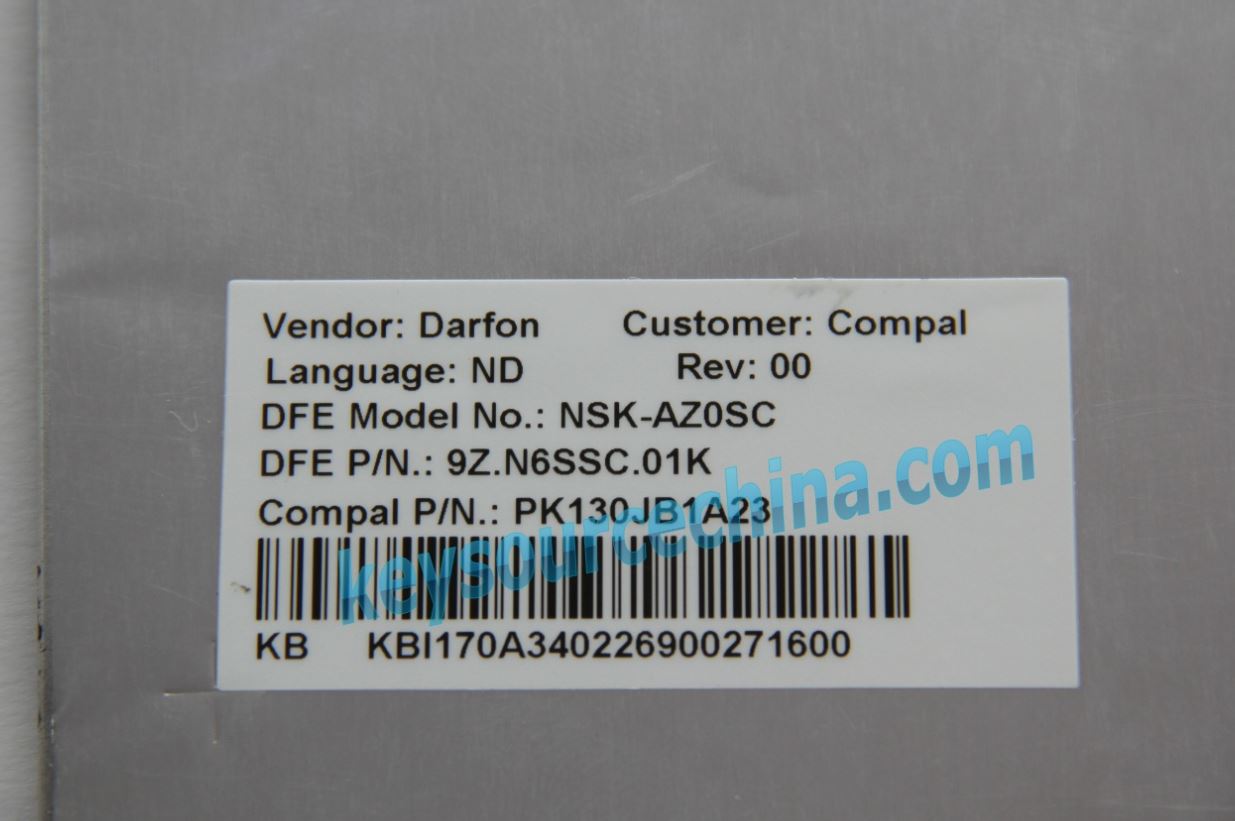 Vendor: Darfon Customer: Compal
Language: ND Rev: 00
DFE Model No.: NSK-AZ0SC
DFE P/N.: 9Z.N6SSC.01K
Compal P/N.: PK130JB1A23
keysourcechina.com
KB KBI170A340226900271600